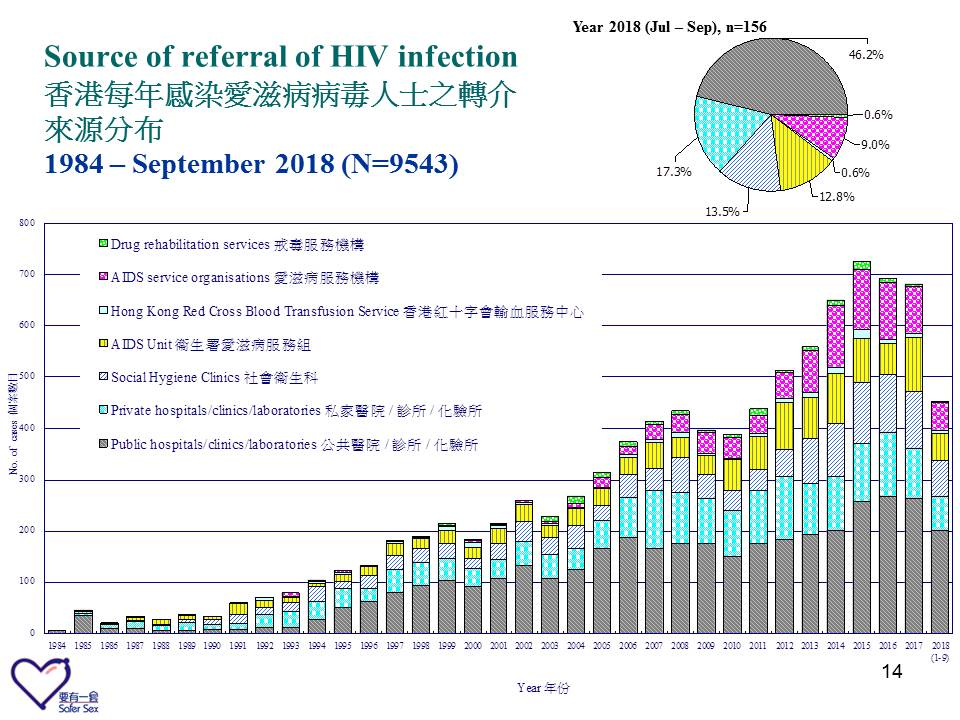 Year 2018 (Jul – Sep), n=156
Source of referral of HIV infection
香港每年感染愛滋病病毒人士之轉介
來源分布
1984 – September 2018 (N=9543)
46.2%
0.6%
9.0%
0.6%
12.8%
13.5%
17.3%
800
700
600
500
400
300
200
100
0
No. of cases 個案數目
Drug rehabilitation services 戒毒服務機構
AIDS service organisations 愛滋病服務機構
Hong Kong Red Cross Blood Transfusion Service 香港紅十字會輸血服務中心
AIDS Unit 衞生署愛滋病服務組
Social Hygiene Clinics 社會衞生科
Private hospitals/clinics/laboratories 私家醫院 / 診所 / 化驗所
Public hospitals/clinics/laboratories 公共醫院 / 診所 / 化驗所
1984 1985 1986 1987 1988 1989 1990 1991 1992 1993 1994 1995 1996 1997 1998 1999 2000 2001 2002 2003 2004 2005 2006 2007 2008 2009 2010 2011 2012 2013 2014 2015 2016 2017 2018
(1-9)
Year 年份
14
要有一套
Safer Sex